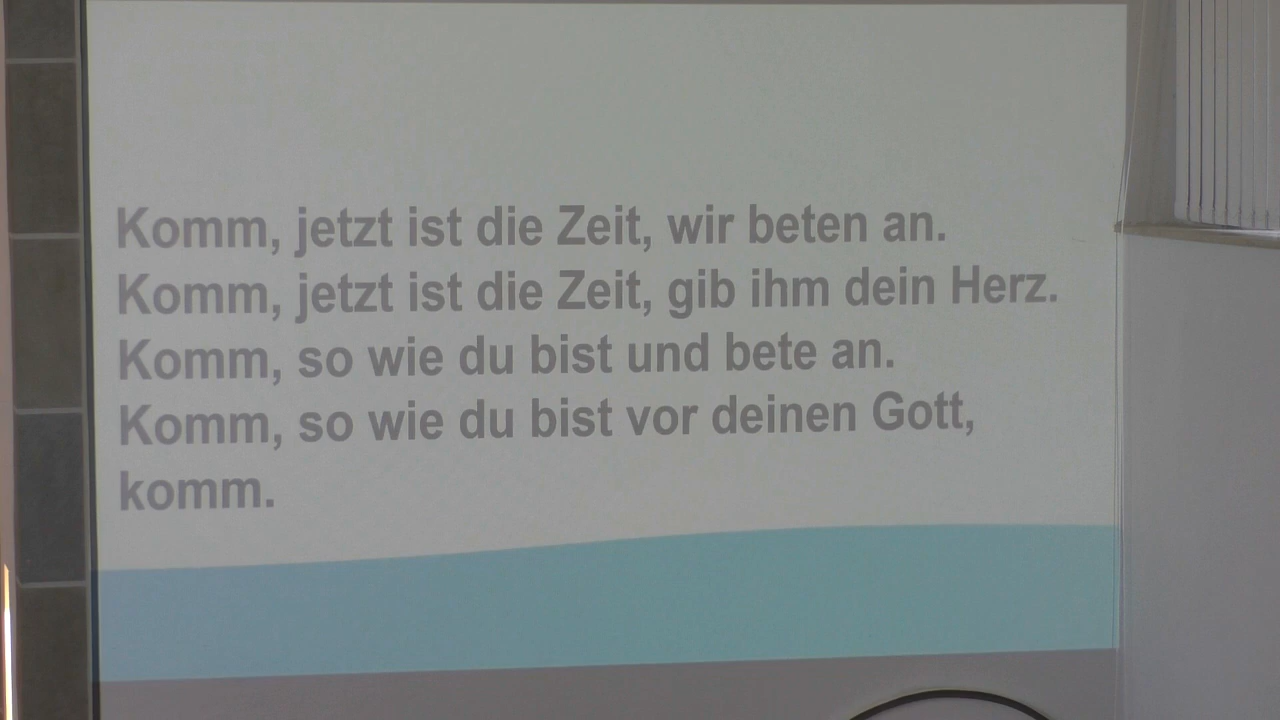 Komm, jetzt ist die Zeit, wir beten an.
Komm, jetzt ist die Zeit, gib ihm dein Herz.
Komm, so wie du bist und bete an.
Komm, so wie du bist vor deinen Gott,
komm.